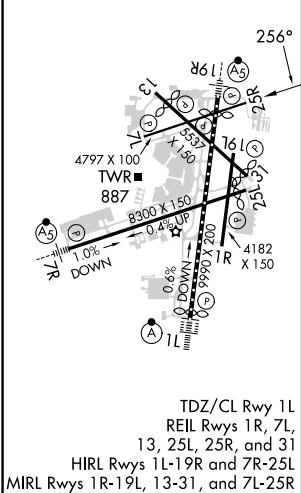 256°
19R
A5
13
P
P
25R
7L
P
5537
X 150
19L
P
4797 X 100
TWR
887
31
25L
8300 X 150
P
A5
P
0.4% UP
1.0%
DOWN
7R
1R
4182
X 150
0.6%
DOWN
9990 X 200
P
A
1L
TDZ/CL Rwy 1L
REIL Rwys 1R, 7L,
13, 25L, 25R, and 31
HIRL Rwys 1L-19R and 7R-25L
MIRL Rwys 1R-19L, 13-31, and 7L-25R